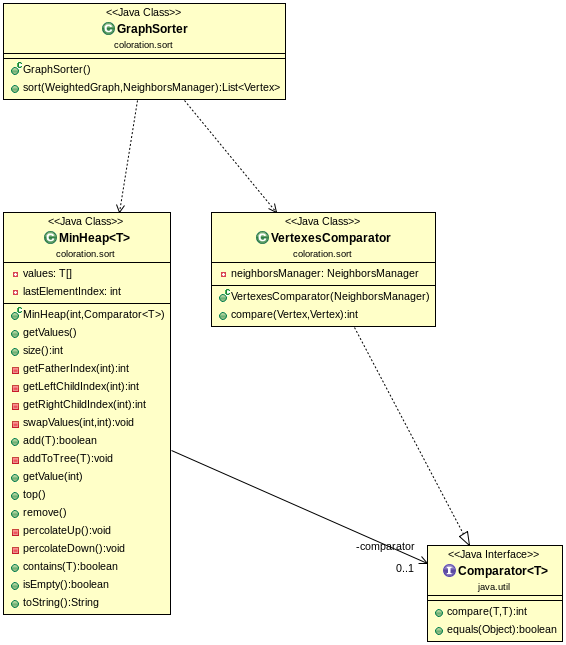 <<Java Class>>
GraphSorter
coloration.sort
GraphSorter()
sort(WeightedGraph,NeighborsManager):List<Vertex>
<<Java Class>>
MinHeap<T>
coloration.sort
values: T[]
lastElementIndex: int
MinHeap(int,Comparator<T>)
getValues()
size():int
getFatherIndex(int):int
getLeftChildIndex(int):int
getRightChildIndex(int):int
swapValues(int,int):void
add(T):boolean
addToTree(T):void
getValue(int)
top()
remove()
percolateUp():void
percolateDown():void
contains(T):boolean
isEmpty():boolean
toString():String
<<Java Class>>
VertexesComparator
coloration.sort
neighborsManager: NeighborsManager
VertexesComparator(NeighborsManager)
compare(Vertex,Vertex):int
-comparator
0..1
<<Java Interface>>
Comparator<T>
java.util
compare(T,T):int
equals(Object):boolean